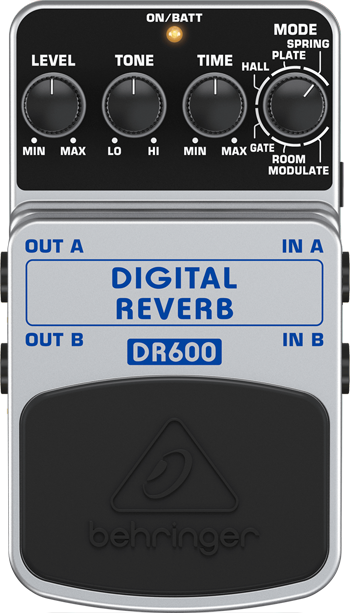 ON/BATT
LEVEL TONE TIME MODE
SPRING
PLATE
HALL
GATE
ROOM
MODULATE
MIN MAX LO HI MIN MAX
OUT A IN A
DIGITAL
REVERB
OUT B IN B
DR600
behringer